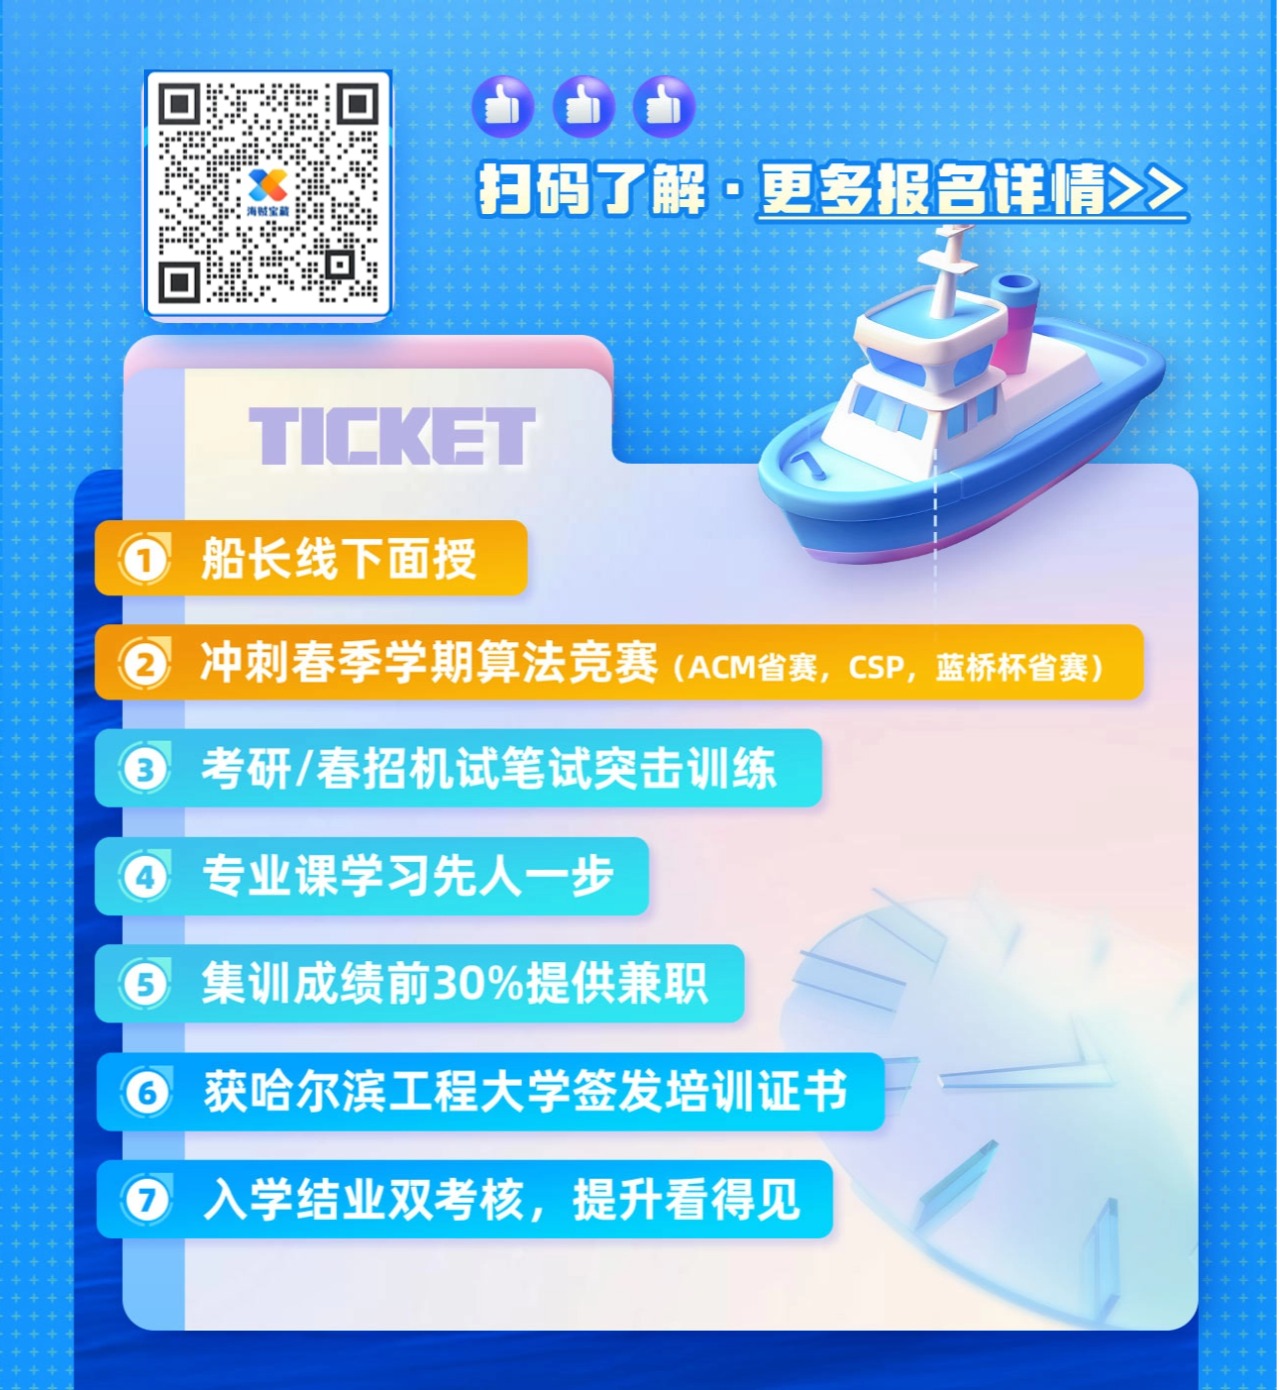 海贼宝藏
扫码了解·更多报名详情>>
TICKET
1 船长线下面授
2 冲刺春季学期算法竞赛（ACM省赛，CSP，蓝桥杯省赛）
3 考研/春招机试笔试突击训练
4 专业课学习先人一步
5 集训成绩前30%提供兼职
6 获哈尔滨工程大学签发培训证书
7 入学结业双考核，提升看得见